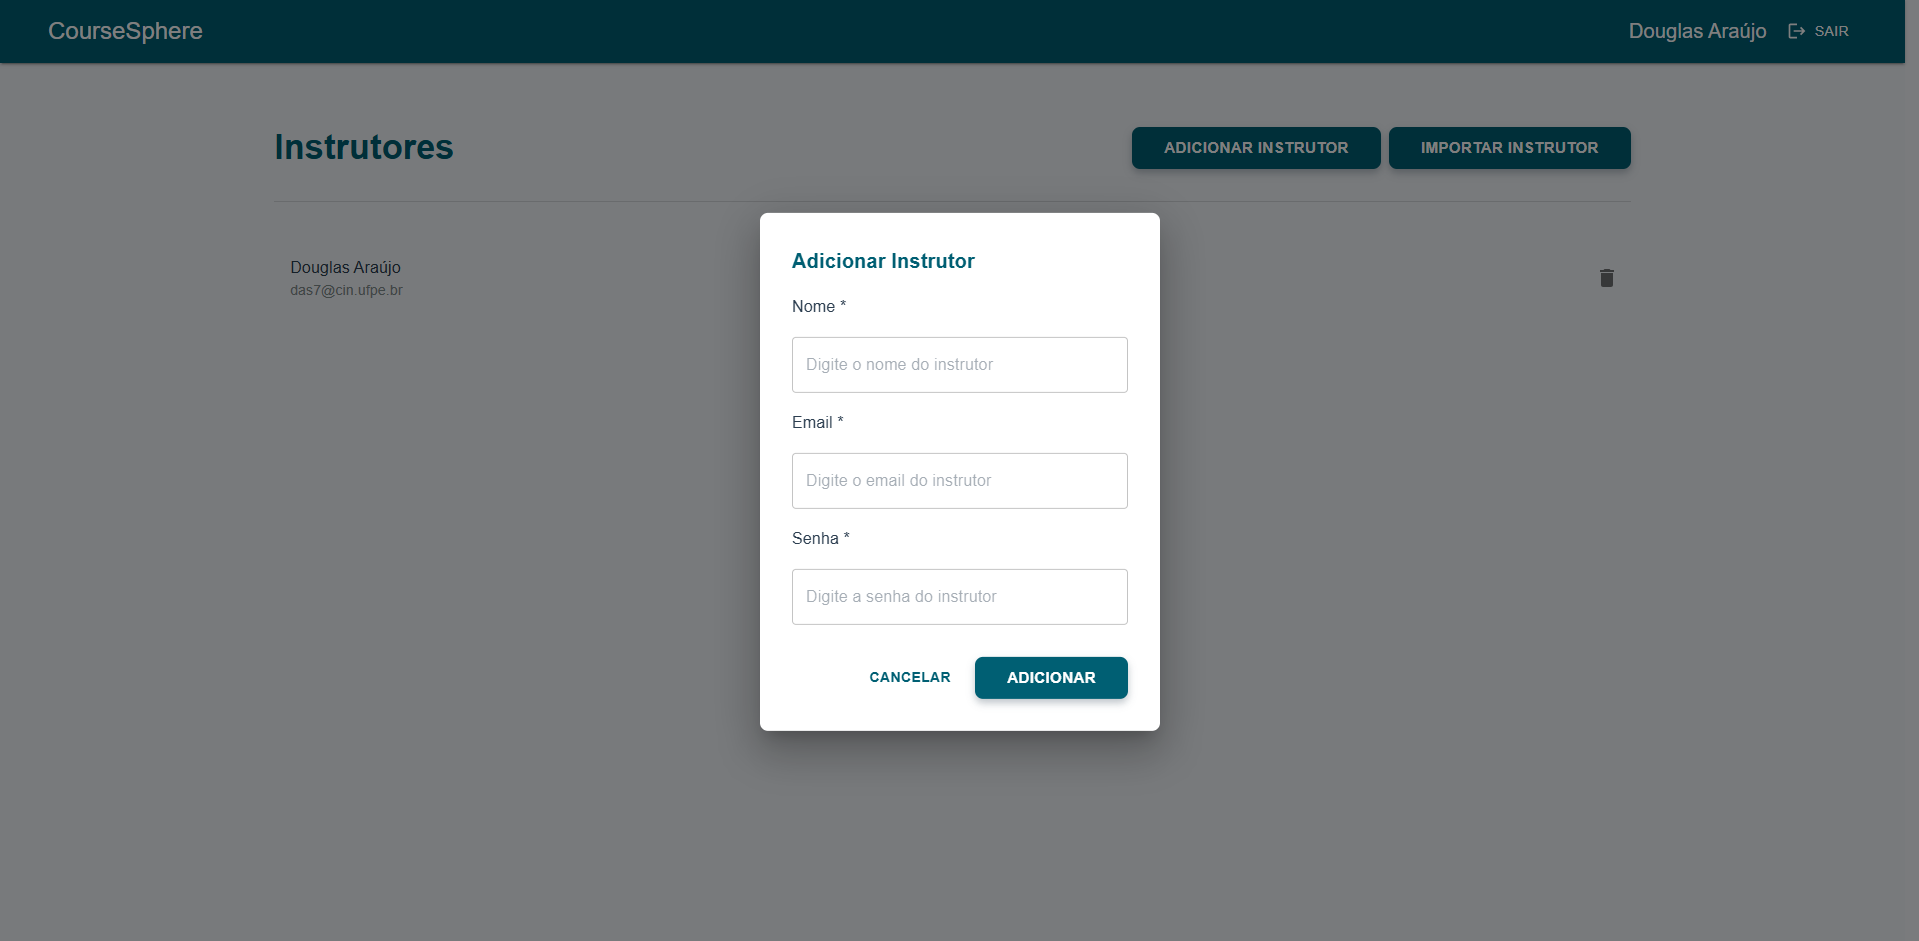 CourseSphere
Douglas Araújo
SAIR
Instrutores
ADICIONAR INSTRUTOR
IMPORTAR INSTRUTOR
Douglas Araújo
das7@cin.ufpe.br
Adicionar Instrutor
Nome *
Digite o nome do instrutor
Email *
Digite o email do instrutor
Senha *
Digite a senha do instrutor
CANCELAR
ADICIONAR